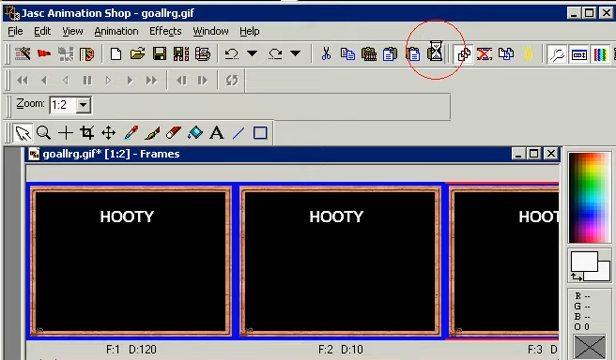 Jasc Animation Shop - goallrg.gif
File Edit View Animation Effects Window Help
Zoom: 1:2
goallrg.gif* [1:2] - Frames
HOOTY HOOTY HOOT
F:1 D:120 F:2 D:10 F:3 D
R --
G --
B --
O 0